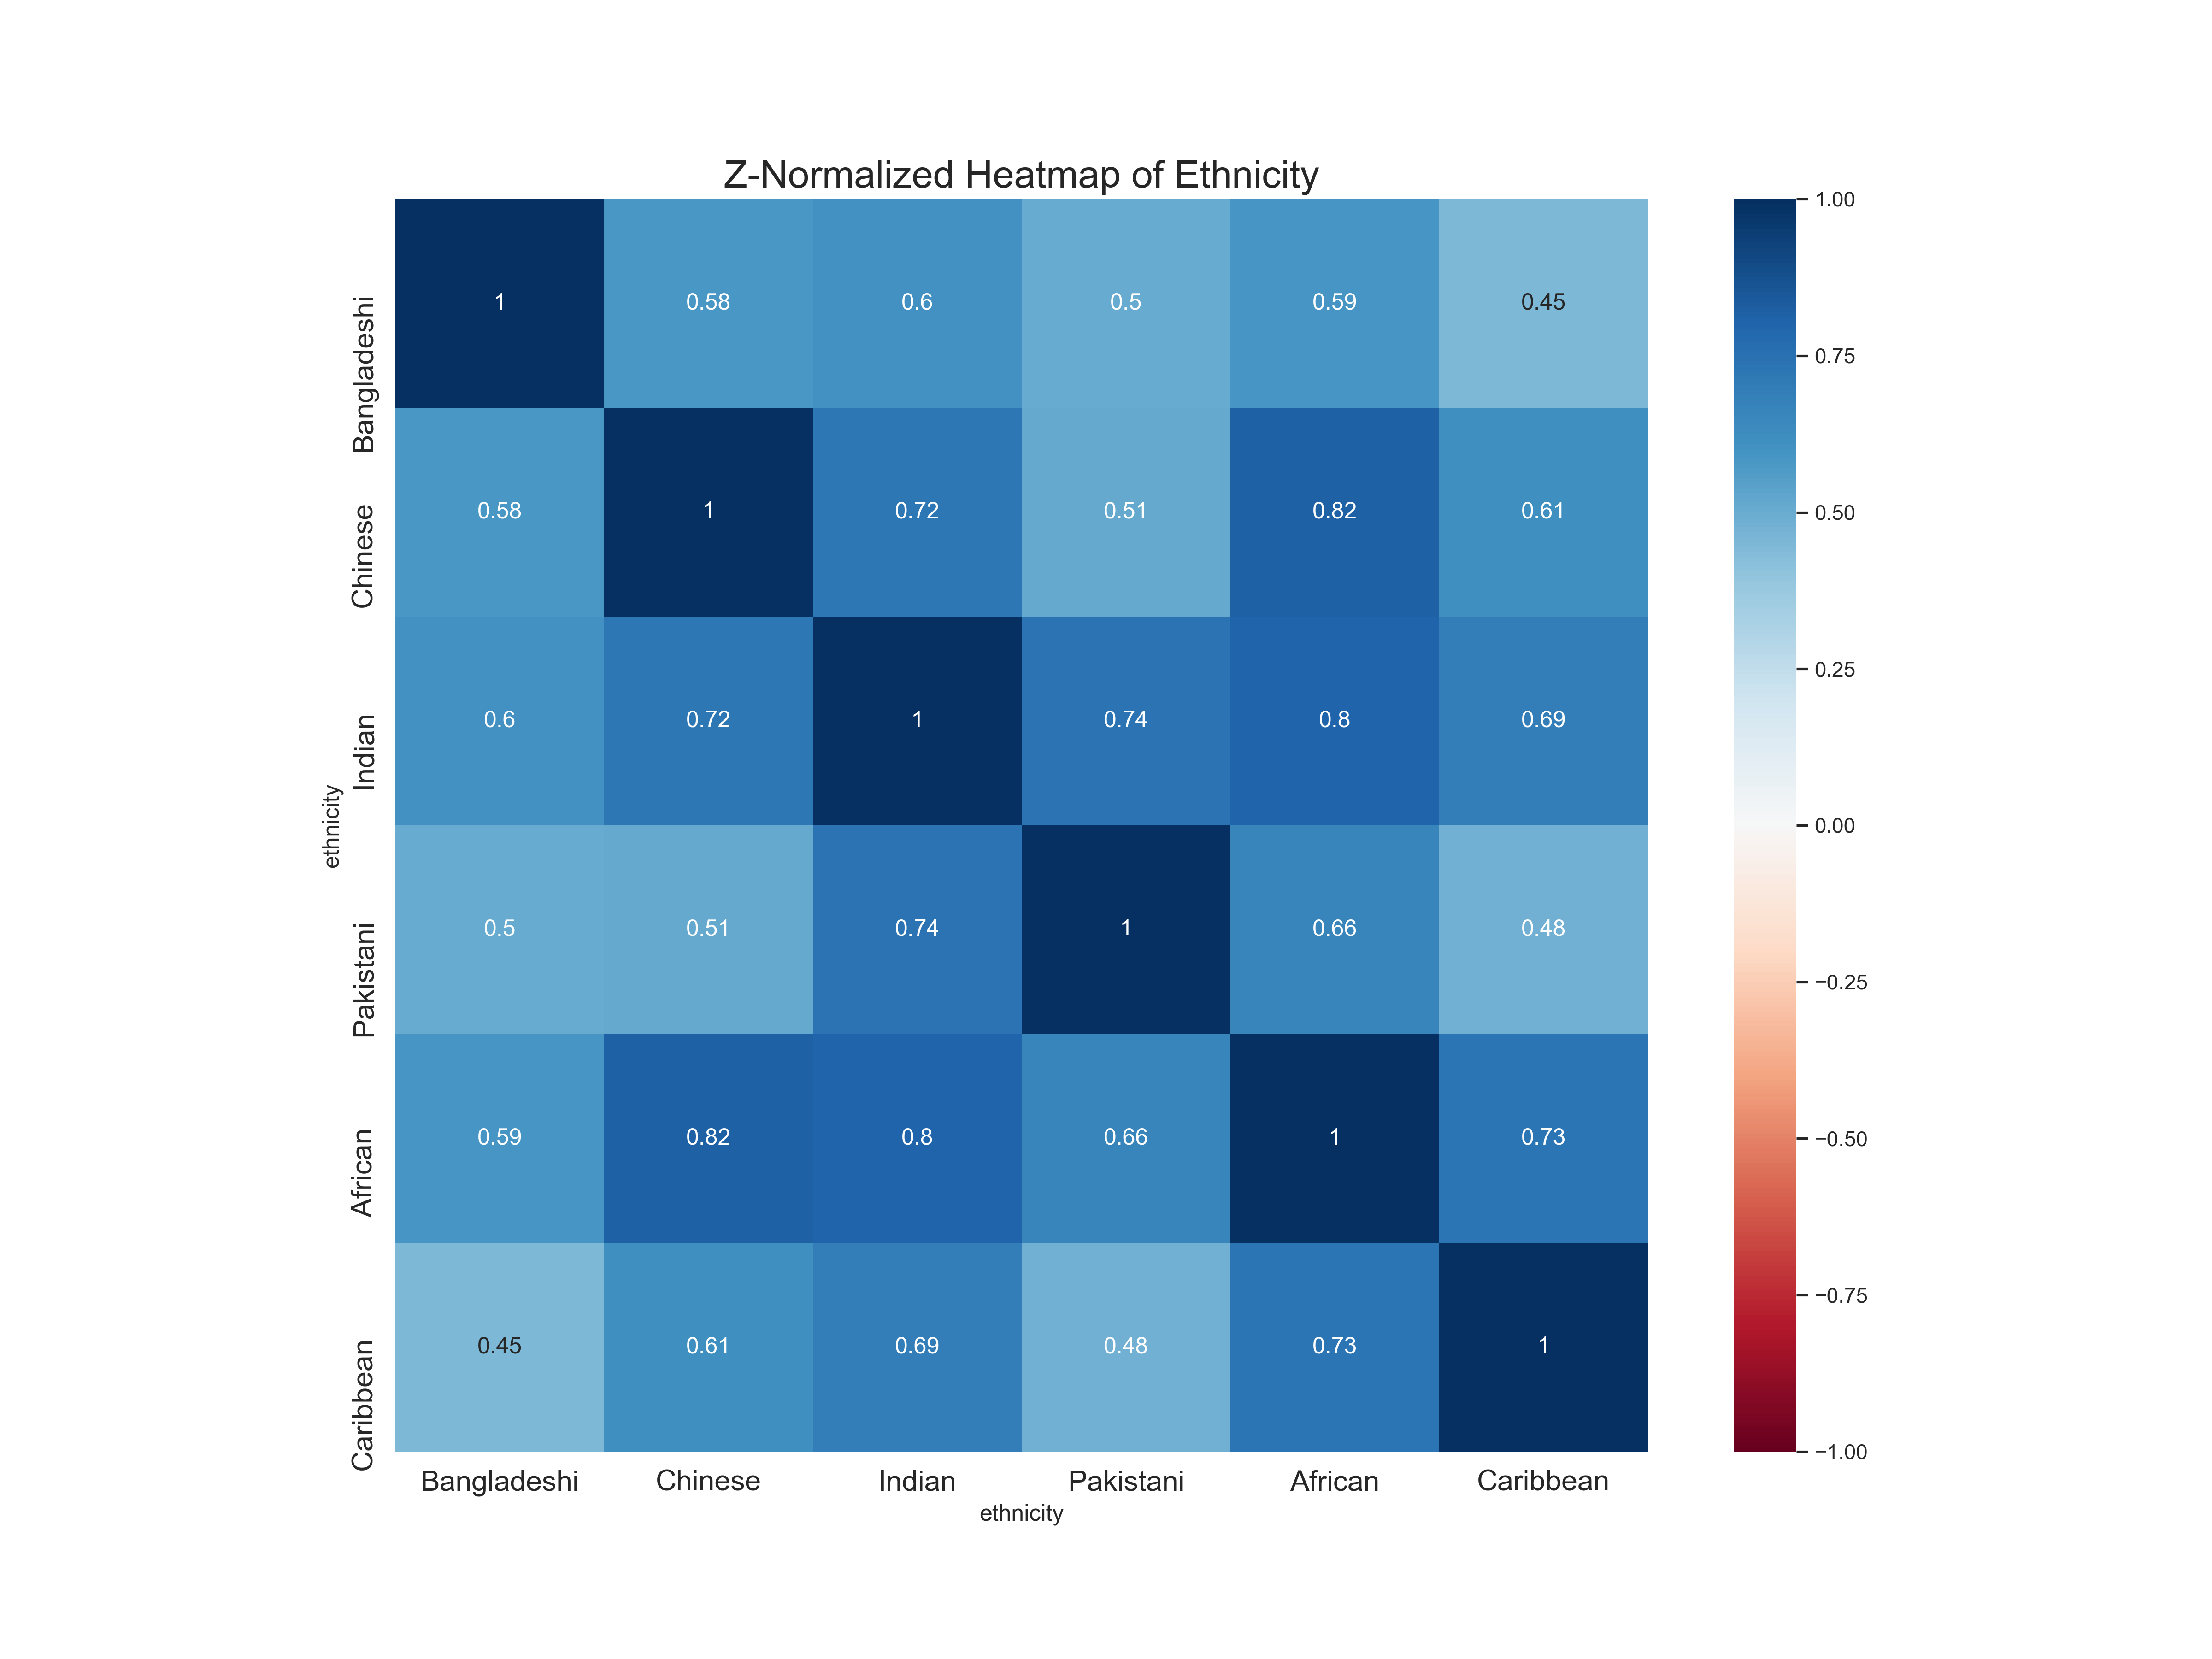 Z-Normalized Heatmap of Ethnicity
Bangladeshi 1 0.58 0.6 0.5 0.59 0.45
Chinese 0.58 1 0.72 0.51 0.82 0.61
Indian 0.6 0.72 1 0.74 0.8 0.69
Pakistani 0.5 0.51 0.74 1 0.66 0.48
African 0.59 0.82 0.8 0.66 1 0.73
Caribbean 0.45 0.61 0.69 0.48 0.73 1
ethnicity
Bangladeshi Chinese Indian Pakistani African Caribbean
ethnicity
1.00
0.75
0.50
0.25
0.00
−0.25
−0.50
−0.75
−1.00